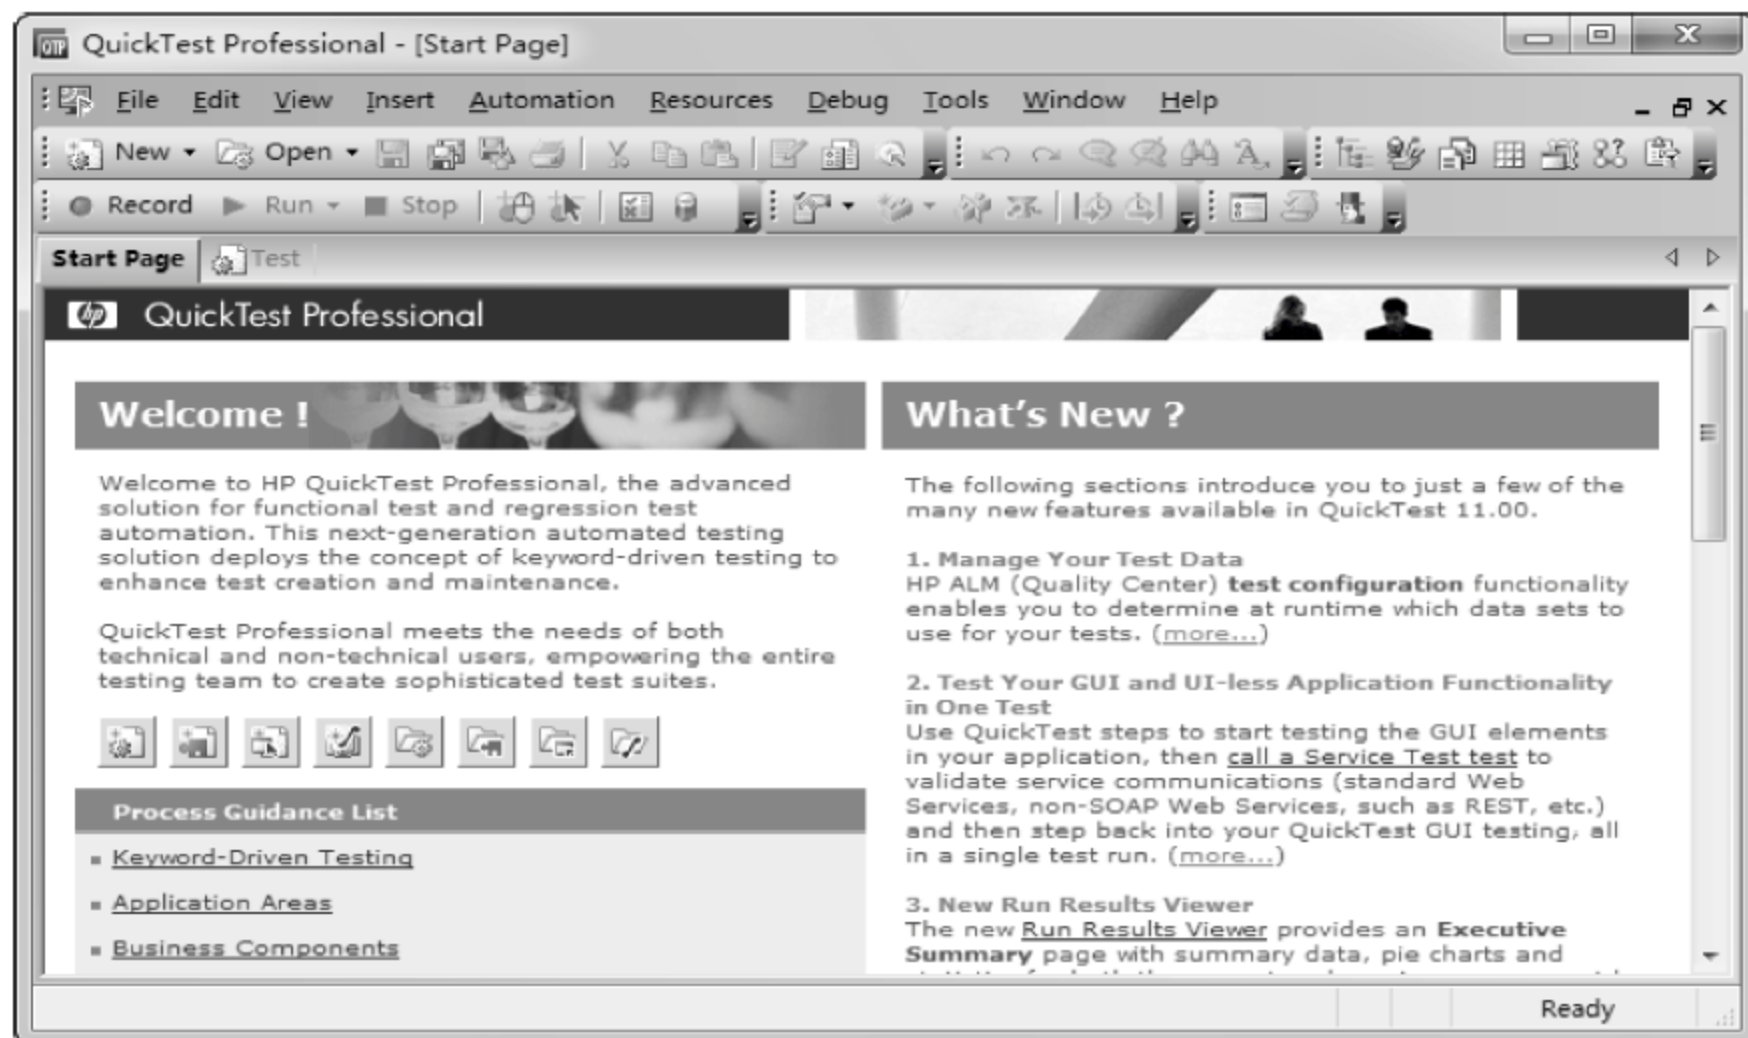 QTP QuickTest Professional - [Start Page]
File Edit View Insert Automation Resources Debug Tools Window Help
New Open
Record Run Stop
Start Page Test
hp QuickTest Professional
Welcome !
Welcome to HP QuickTest Professional, the advanced
solution for functional test and regression test
automation. This next-generation automated testing
solution deploys the concept of keyword-driven testing to
enhance test creation and maintenance.
QuickTest Professional meets the needs of both
technical and non-technical users, empowering the entire
testing team to create sophisticated test suites.
Process Guidance List
Keyword-Driven Testing
Application Areas
Business Components
What's New ?
The following sections introduce you to just a few of the
many new features available in QuickTest 11.00.
1. Manage Your Test Data
HP ALM (Quality Center) test configuration functionality
enables you to determine at runtime which data sets to
use for your tests. (more...)
2. Test Your GUI and UI-less Application Functionality
in One Test
Use QuickTest steps to start testing the GUI elements
in your application, then call a Service Test test to
validate service communications (standard Web
Services, non-SOAP Web Services, such as REST, etc.)
and then step back into your QuickTest GUI testing, all
in a single test run. (more...)
3. New Run Results Viewer
The new Run Results Viewer provides an Executive
Summary page with summary data, pie charts and
Ready